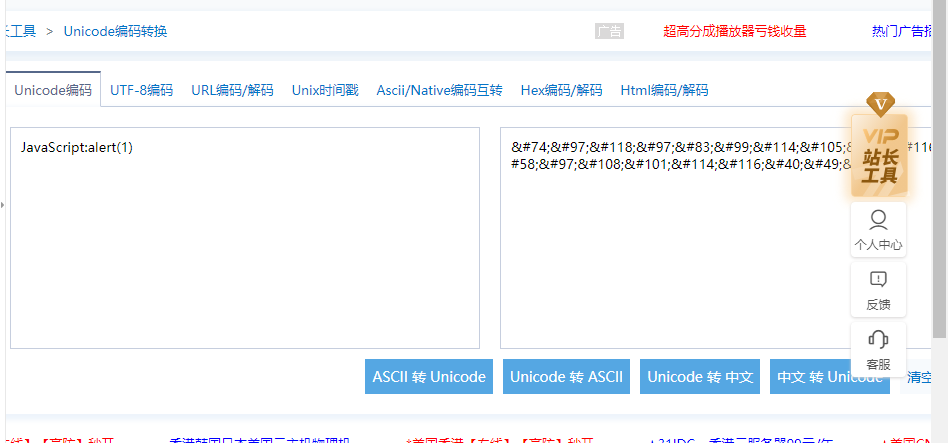 工具 > Unicode编码转换
广告
超高分成播放器亏钱收量
热门广告
Unicode编码 UTF-8编码 URL编码/解码 Unix时间戳 Ascii/Native编码互转 Hex编码/解码 Html编码/解码
JavaScript:alert(1)
&#74;&#97;&#118;&#97;&#83;&#99;&#114;&#105;
#116
#58;&#97;&#108;&#101;&#114;&#116;&#40;&#49;&
V
VIP
站长
工具
个人中心
反馈
客服
ASCII 转 Unicode
Unicode 转 ASCII
Unicode 转 中文
中文 转 Unicode
清空